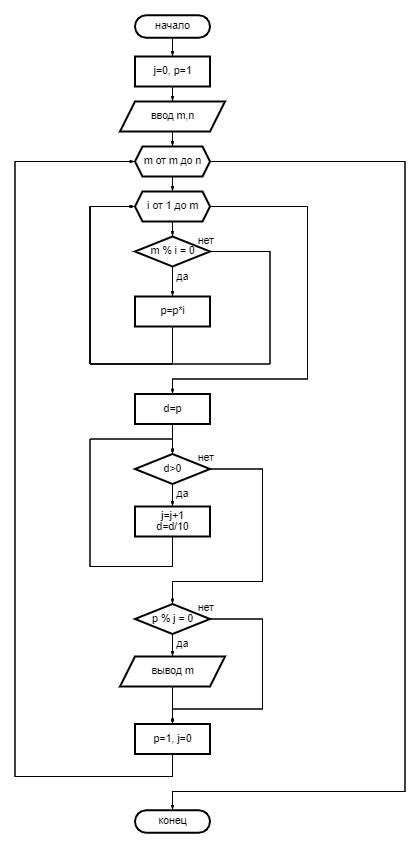 начало
j=0, p=1
ввод m,n
m от m до n
i от 1 до m
m % i = 0
нет
да
p=p*i
d=p
d>0
нет
да
j=j+1
d=d/10
p % j = 0
нет
да
вывод m
p=1, j=0
конец